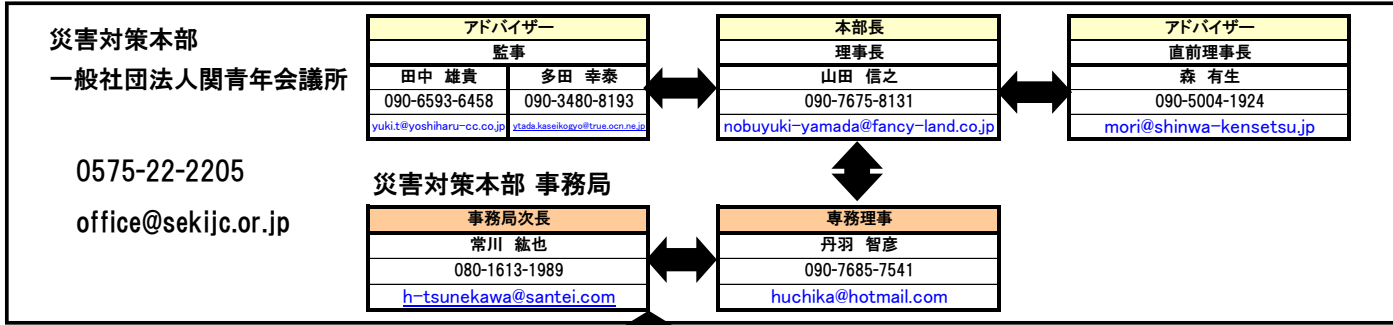 災害対策本部
一般社団法人関青年会議所
0575-22-2205
office@sekijc.or.jp
アドバイザー
監事
田中 雄貴 多田 幸泰
090-6593-6458 090-3480-8193
yuki.t@yoshiharu-cc.co.jp ytada.kaseikogyo@true.ocn.ne.jp
本部長
理事長
山田 信之
090-7675-8131
nobuyuki-yamada@fancy-land.co.jp
アドバイザー
直前理事長
森 有生
090-5004-1924
mori@shinwa-kensetsu.jp
災害対策本部 事務局
事務局次長
常川 紘也
080-1613-1989
h-tsunekawa@santei.com
専務理事
丹羽 智彦
090-7685-7541
huchika@hotmail.com